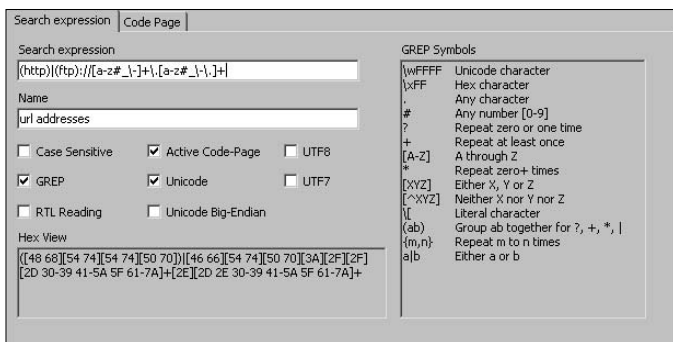 Search expression Code Page
Search expression
(http)|(ftp)://[a-z#_\-]+\.[a-z#_\-\.]+
Name
url addresses
Case Sensitive Active Code-Page UTF8
GREP Unicode UTF7
RTL Reading Unicode Big-Endian
Hex View
([48 68][54 74][54 74][50 70])|[46 66][54 74][50 70][3A][2F][2F]
[2D 30-39 41-5A 5F 61-7A]+[2E][2D 2E 30-39 41-5A 5F 61-7A]+
GREP Symbols
\wFFFF Unicode character
\xFF Hex character
. Any character
# Any number [0-9]
? Repeat zero or one time
+ Repeat at least once
[A-Z] A through Z
* Repeat zero+ times
[XYZ] Either X, Y or Z
[^XYZ] Neither X nor Y nor Z
\[ Literal character
(ab) Group ab together for ?, +, *, |
{m,n} Repeat m to n times
a|b Either a or b